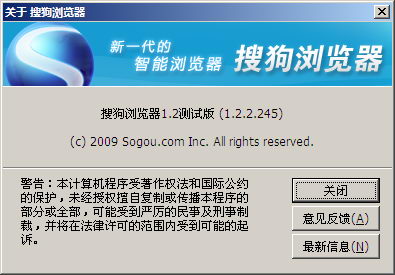 关于 搜狗浏览器
新一代的
智能浏览器
搜狗浏览器
搜狗浏览器1.2测试版 (1.2.2.245)
(c) 2009 Sogou.com Inc. All rights reserved.
警告：本计算机程序受著作权法和国际公约
的保护，未经授权擅自复制或传播本程序的
部分或全部，可能受到严厉的民事及刑事制
裁，并将在法律许可的范围内受到可能的起
诉。
关闭
意见反馈(A)
最新信息(N)